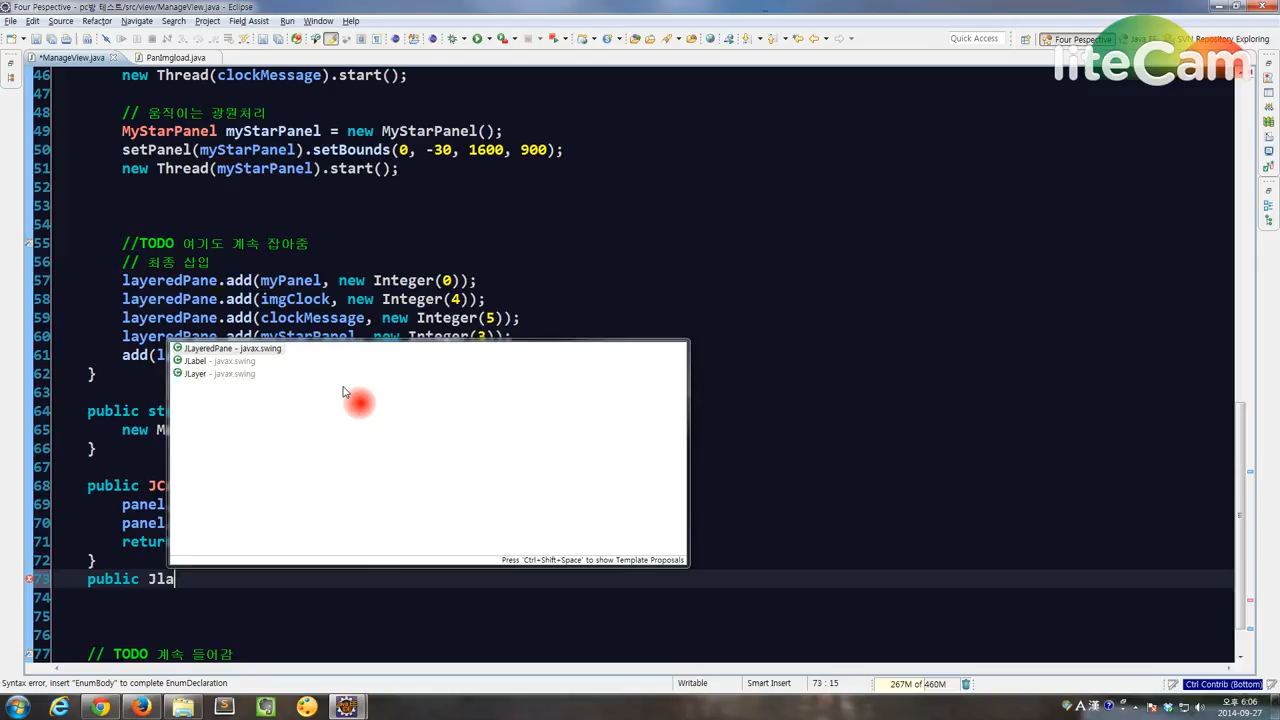 Four Perspective - pc방 테스트/src/view/ManageView.java - Eclipse
File Edit Source Refactor Navigate Search Project Field Assist Run Window Help
Quick Access
Four Perspective
Java EE
SVN Repository Exploring
liteCam
*ManageView.java
PanImgload.java
46 new Thread(clockMessage).start();
47
48 // 움직이는 광원처리
49 MyStarPanel myStarPanel = new MyStarPanel();
50 setPanel(myStarPanel).setBounds(0, -30, 1600, 900);
51 new Thread(myStarPanel).start();
52
53
54
55 //TODO 여기도 계속 잡아줌
56 // 최종 삽입
57 layeredPane.add(myPanel, new Integer(0));
58 layeredPane.add(imgClock, new Integer(4));
59 layeredPane.add(clockMessage, new Integer(5));
60 layeredPane.add(myStarPanel, new Integer(3));
61 add(l
62 }
63
64 public st
65 new M
66 }
67
68 public JC
69 panel
70 panel
71 retur
72 }
73 public Jla
74
75
76
77 // TODO 계속 들어감
JLayeredPane - javax.swing
JLabel - javax.swing
JLayer - javax.swing
Press 'Ctrl+Shift+Space' to show Template Proposals
Syntax error, insert "EnumBody" to complete EnumDeclaration
Writable
Smart Insert
73 : 15
267M of 460M
Ctrl Contrib (Bottom)
A 漢
오후 6:06
2014-09-27